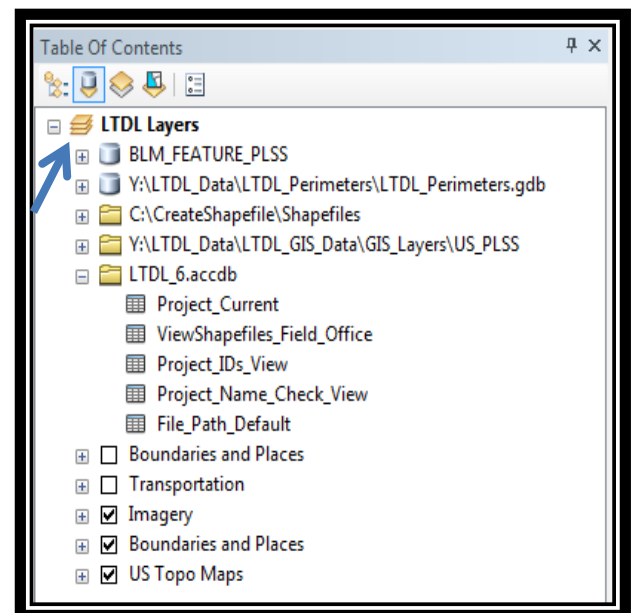 Table Of Contents
LTDL Layers
BLM_FEATURE_PLSS
Y:\LTDL_Data\LTDL_Perimeters\LTDL_Perimeters.gdb
C:\CreateShapefile\Shapefiles
Y:\LTDL_Data\LTDL_GIS_Data\GIS_Layers\US_PLSS
LTDL_6.accdb
Project_Current
ViewShapefiles_Field_Office
Project_IDs_View
Project_Name_Check_View
File_Path_Default
Boundaries and Places
Transportation
Imagery
Boundaries and Places
US Topo Maps